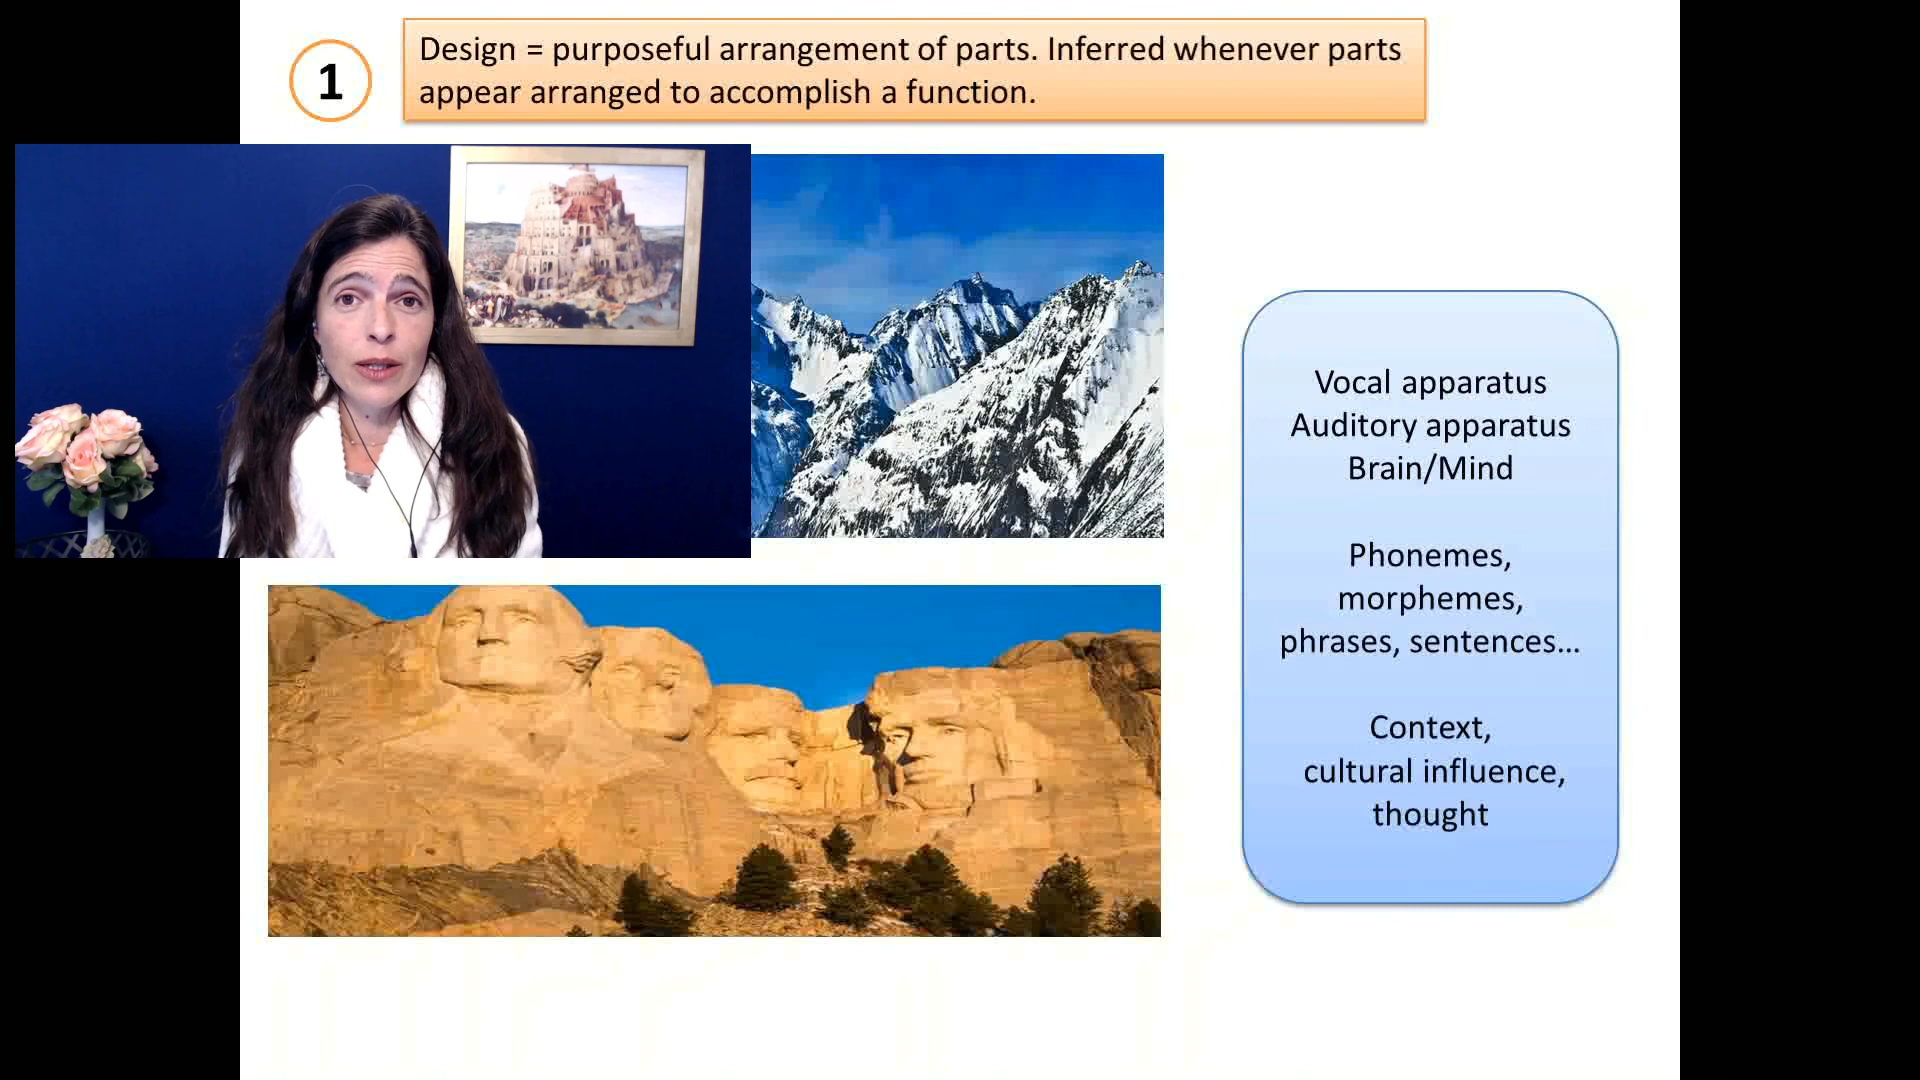 1
Design = purposeful arrangement of parts. Inferred whenever parts
appear arranged to accomplish a function.
Vocal apparatus
Auditory apparatus
Brain/Mind
Phonemes,
morphemes,
phrases, sentences...
Context,
cultural influence,
thought